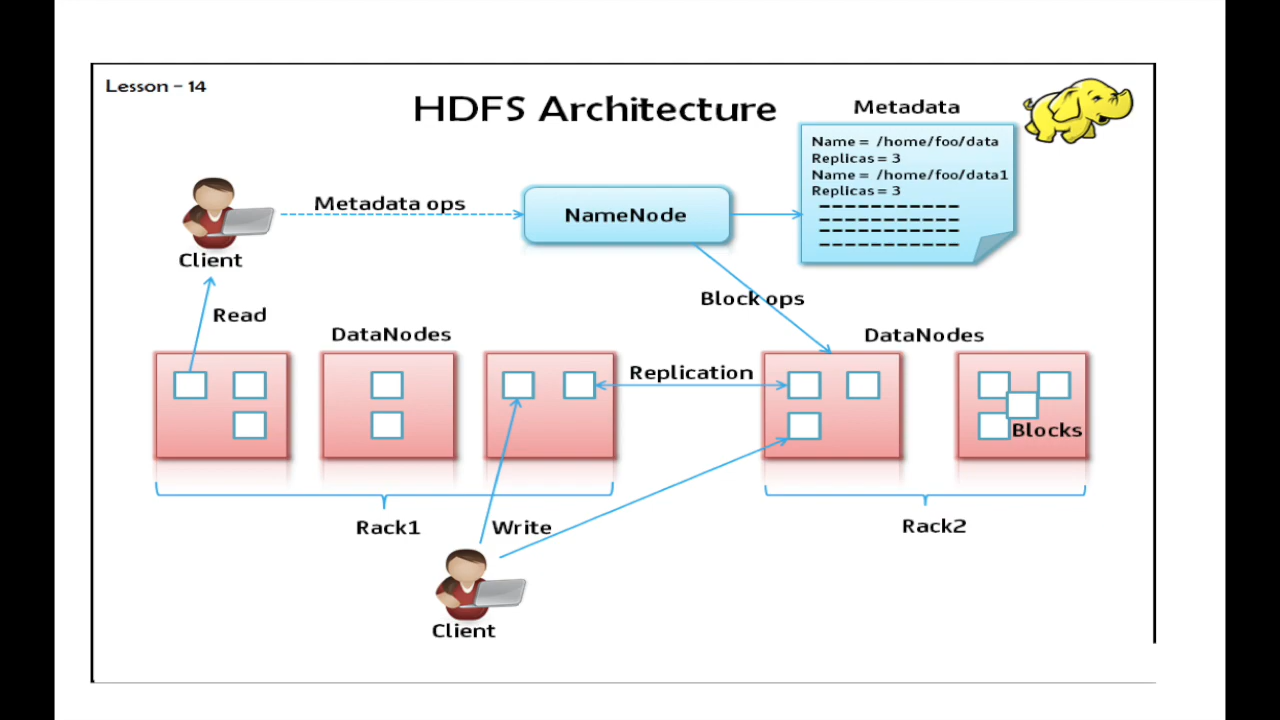 Lesson - 14
HDFS Architecture
Metadata
Name = /home/foo/data
Replicas = 3
Name = /home/foo/data1
Replicas = 3
Metadata ops
NameNode
Client
Block ops
Read
DataNodes
DataNodes
Replication
Blocks
Rack1
Write
Rack2
Client